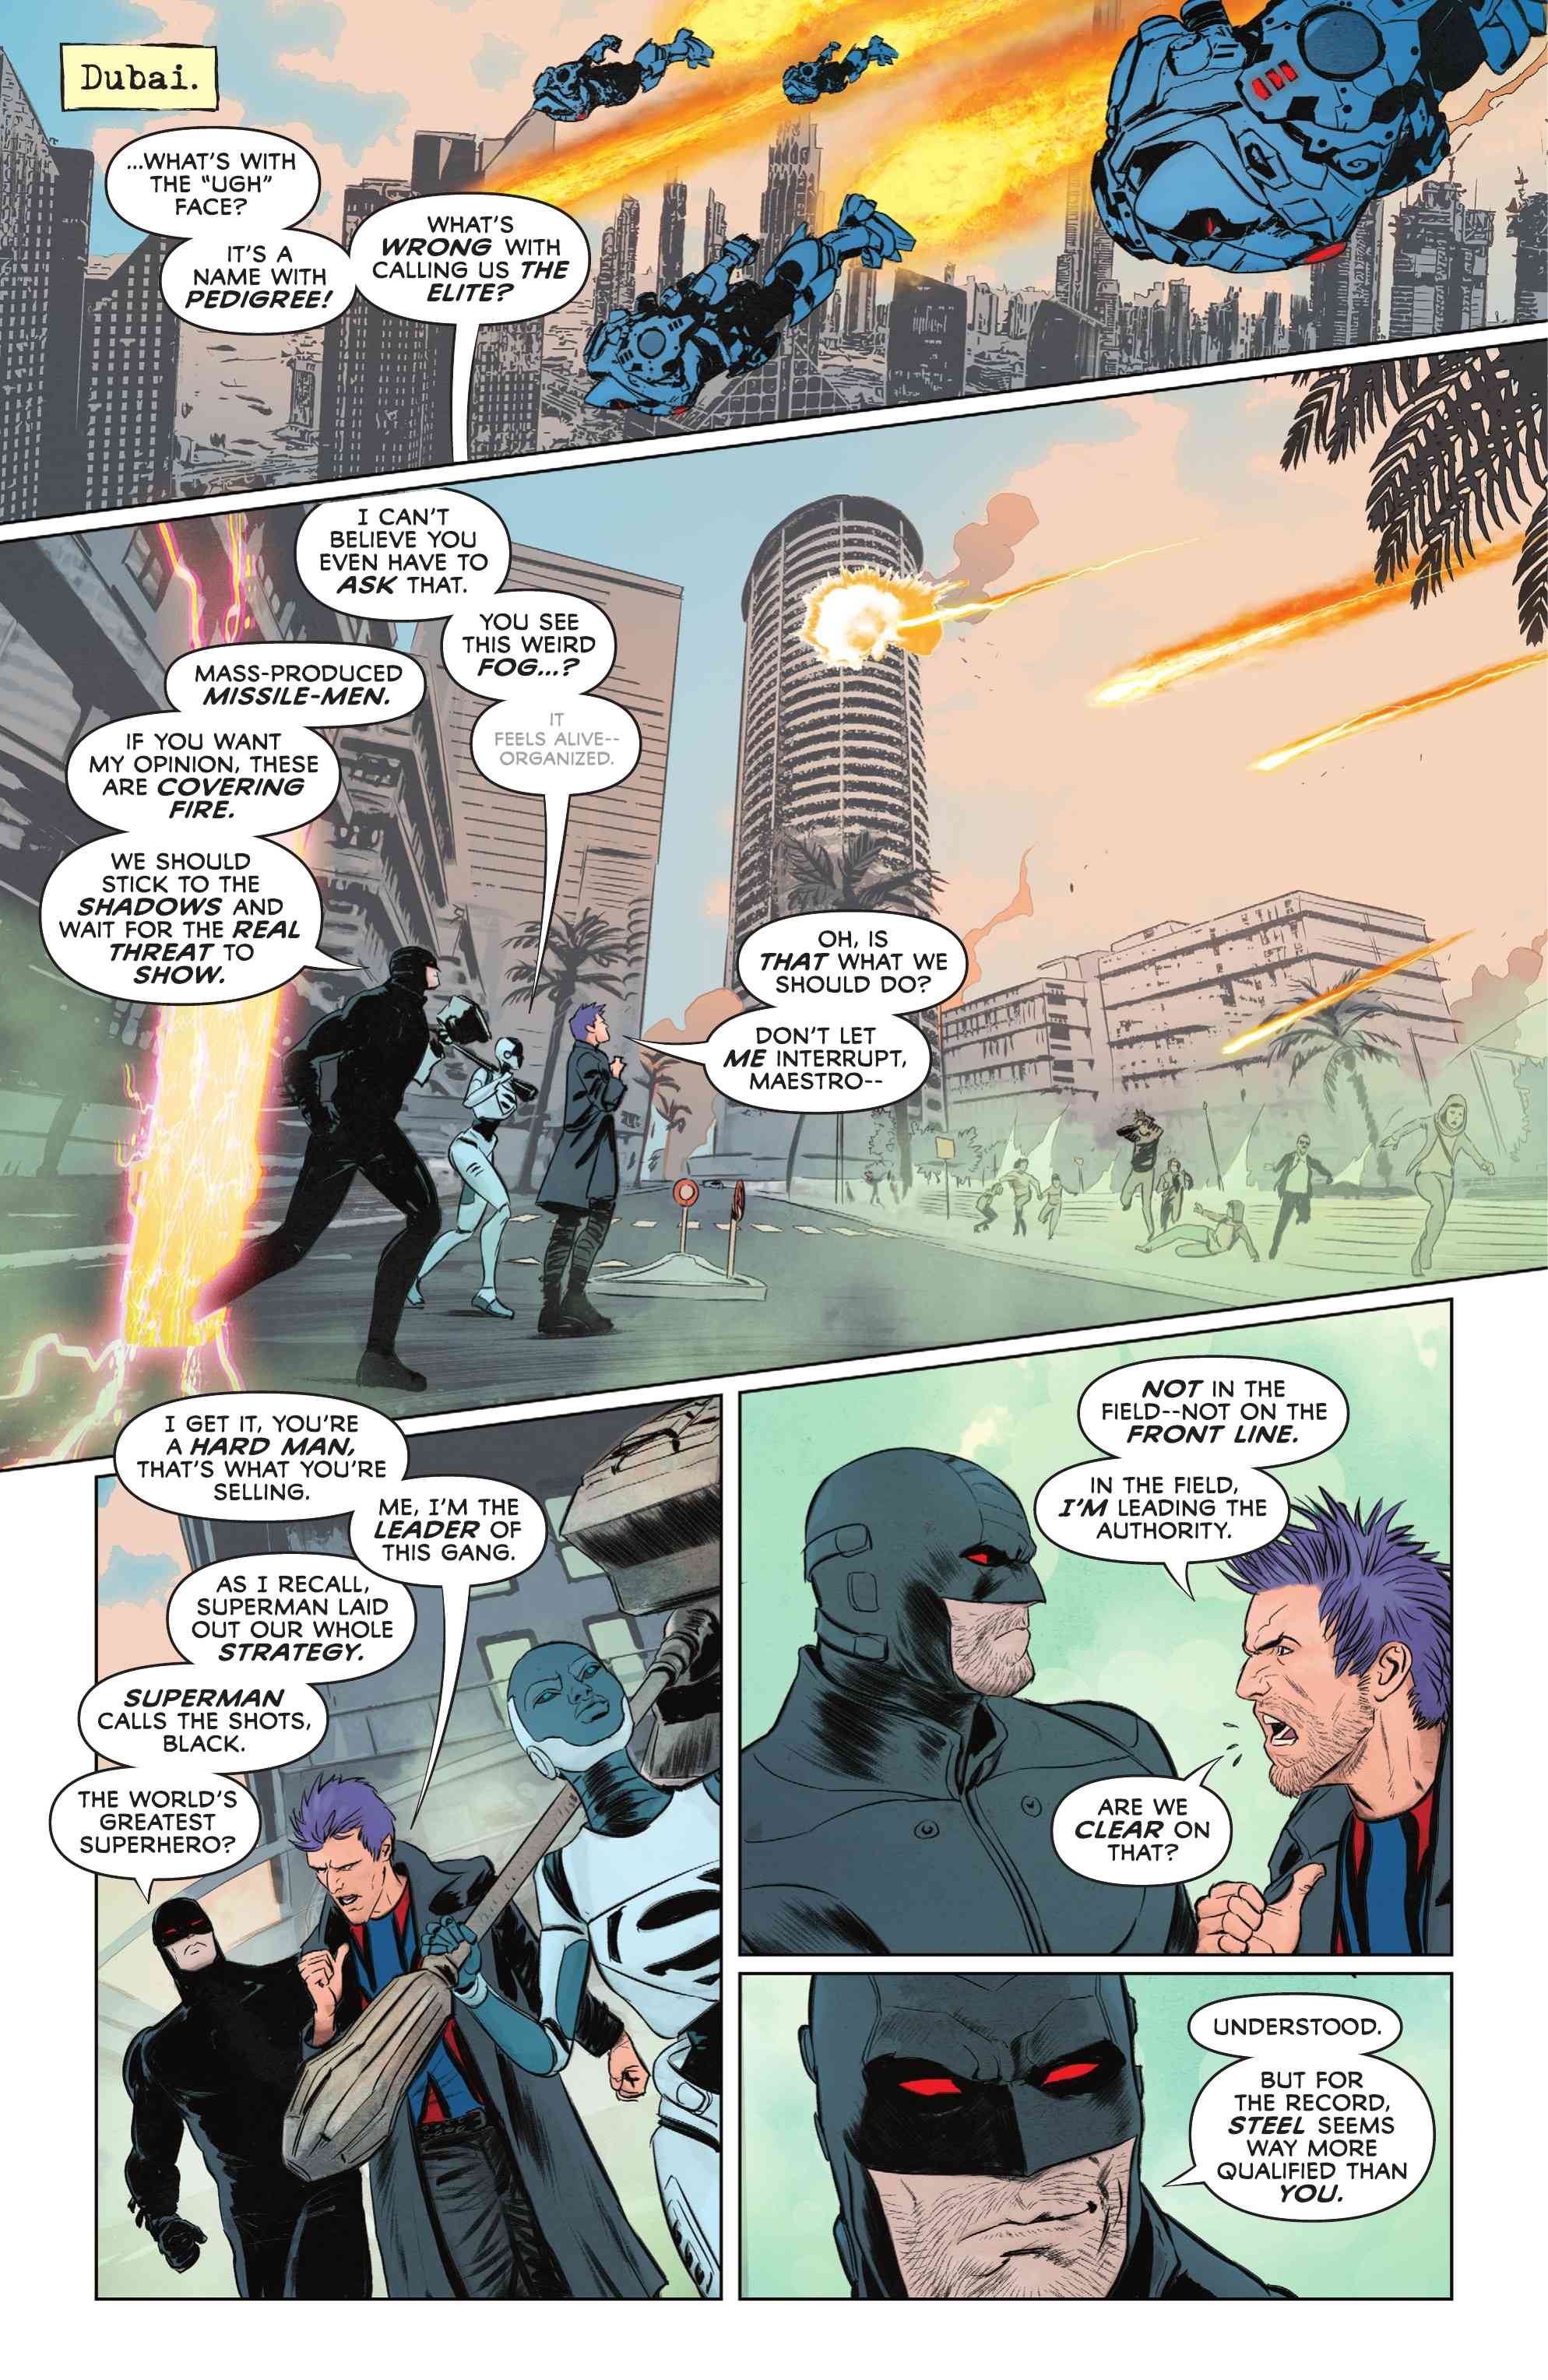 Dubai.
...WHAT'S WITH
THE "UGH"
FACE?
IT'S A
NAME WITH
PEDIGREE!
WHAT'S
WRONG WITH
CALLING US THE
ELITE?
I CAN'T
BELIEVE YOU
EVEN HAVE TO
ASK THAT.
YOU SEE
THIS WEIRD
FOG...?
IT
FEELS ALIVE--
ORGANIZED.
MASS-PRODUCED
MISSILE-MEN.
IF YOU WANT
MY OPINION, THESE
ARE COVERING
FIRE.
WE SHOULD
STICK TO THE
SHADOWS AND
WAIT FOR THE REAL
THREAT TO
SHOW.
OH, IS
THAT WHAT WE
SHOULD DO?
DON'T LET
ME INTERRUPT,
MAESTRO--
I GET IT, YOU'RE
A HARD MAN,
THAT'S WHAT YOU'RE
SELLING.
ME, I'M THE
LEADER OF
THIS GANG.
AS I RECALL,
SUPERMAN LAID
OUT OUR WHOLE
STRATEGY.
SUPERMAN
CALLS THE SHOTS,
BLACK.
THE WORLD'S
GREATEST
SUPERHERO?
NOT IN THE
FIELD--NOT ON THE
FRONT LINE.
IN THE FIELD,
I'M LEADING THE
AUTHORITY.
ARE WE
CLEAR ON
THAT?
UNDERSTOOD.
BUT FOR
THE RECORD,
STEEL SEEMS
WAY MORE
QUALIFIED THAN
YOU.